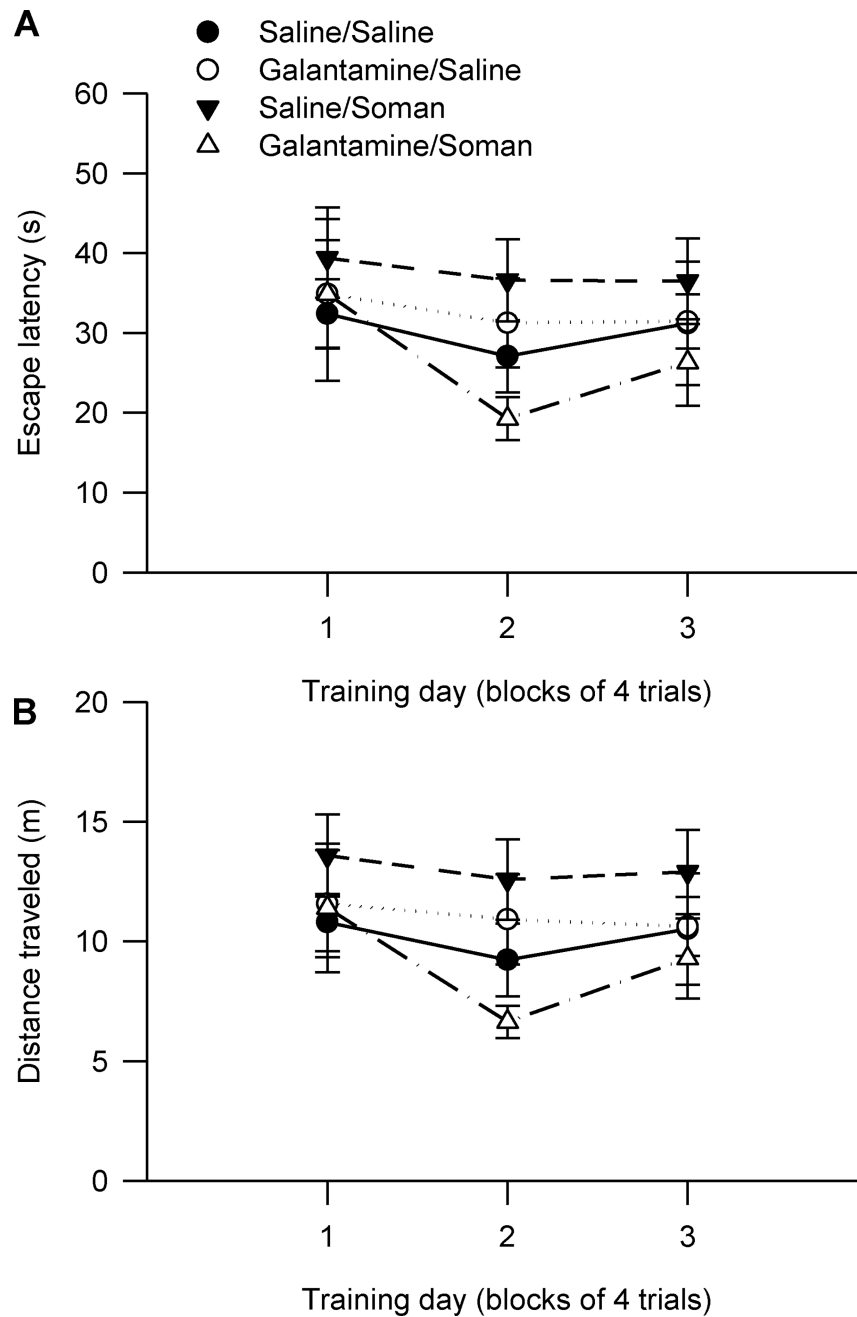 A
Saline/Saline
Galantamine/Saline
Saline/Soman
Galantamine/Soman
60
50
40
30
20
10
0
Escape latency (s)
1 2 3
Training day (blocks of 4 trials)
B
20
15
10
5
0
Distance traveled (m)
1 2 3
Training day (blocks of 4 trials)